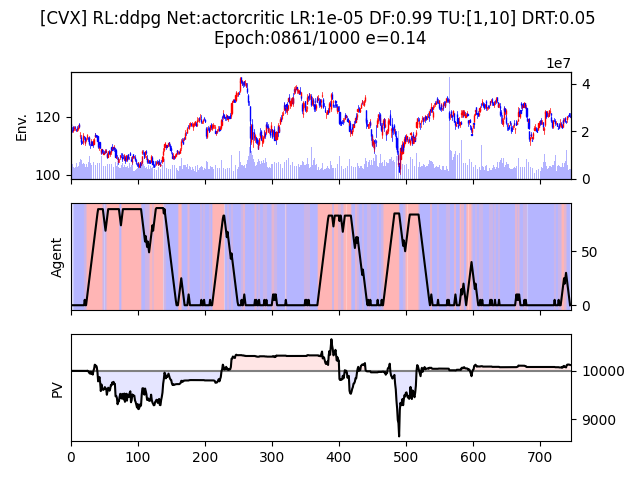 [CVX] RL:ddpg Net:actorcritic LR:1e-05 DF:0.99 TU:[1,10] DRT:0.05
Epoch:0861/1000 e=0.14
1e7
Env.
120
100
4
2
0
Agent
50
0
PV
10000
9000
0 100 200 300 400 500 600 700